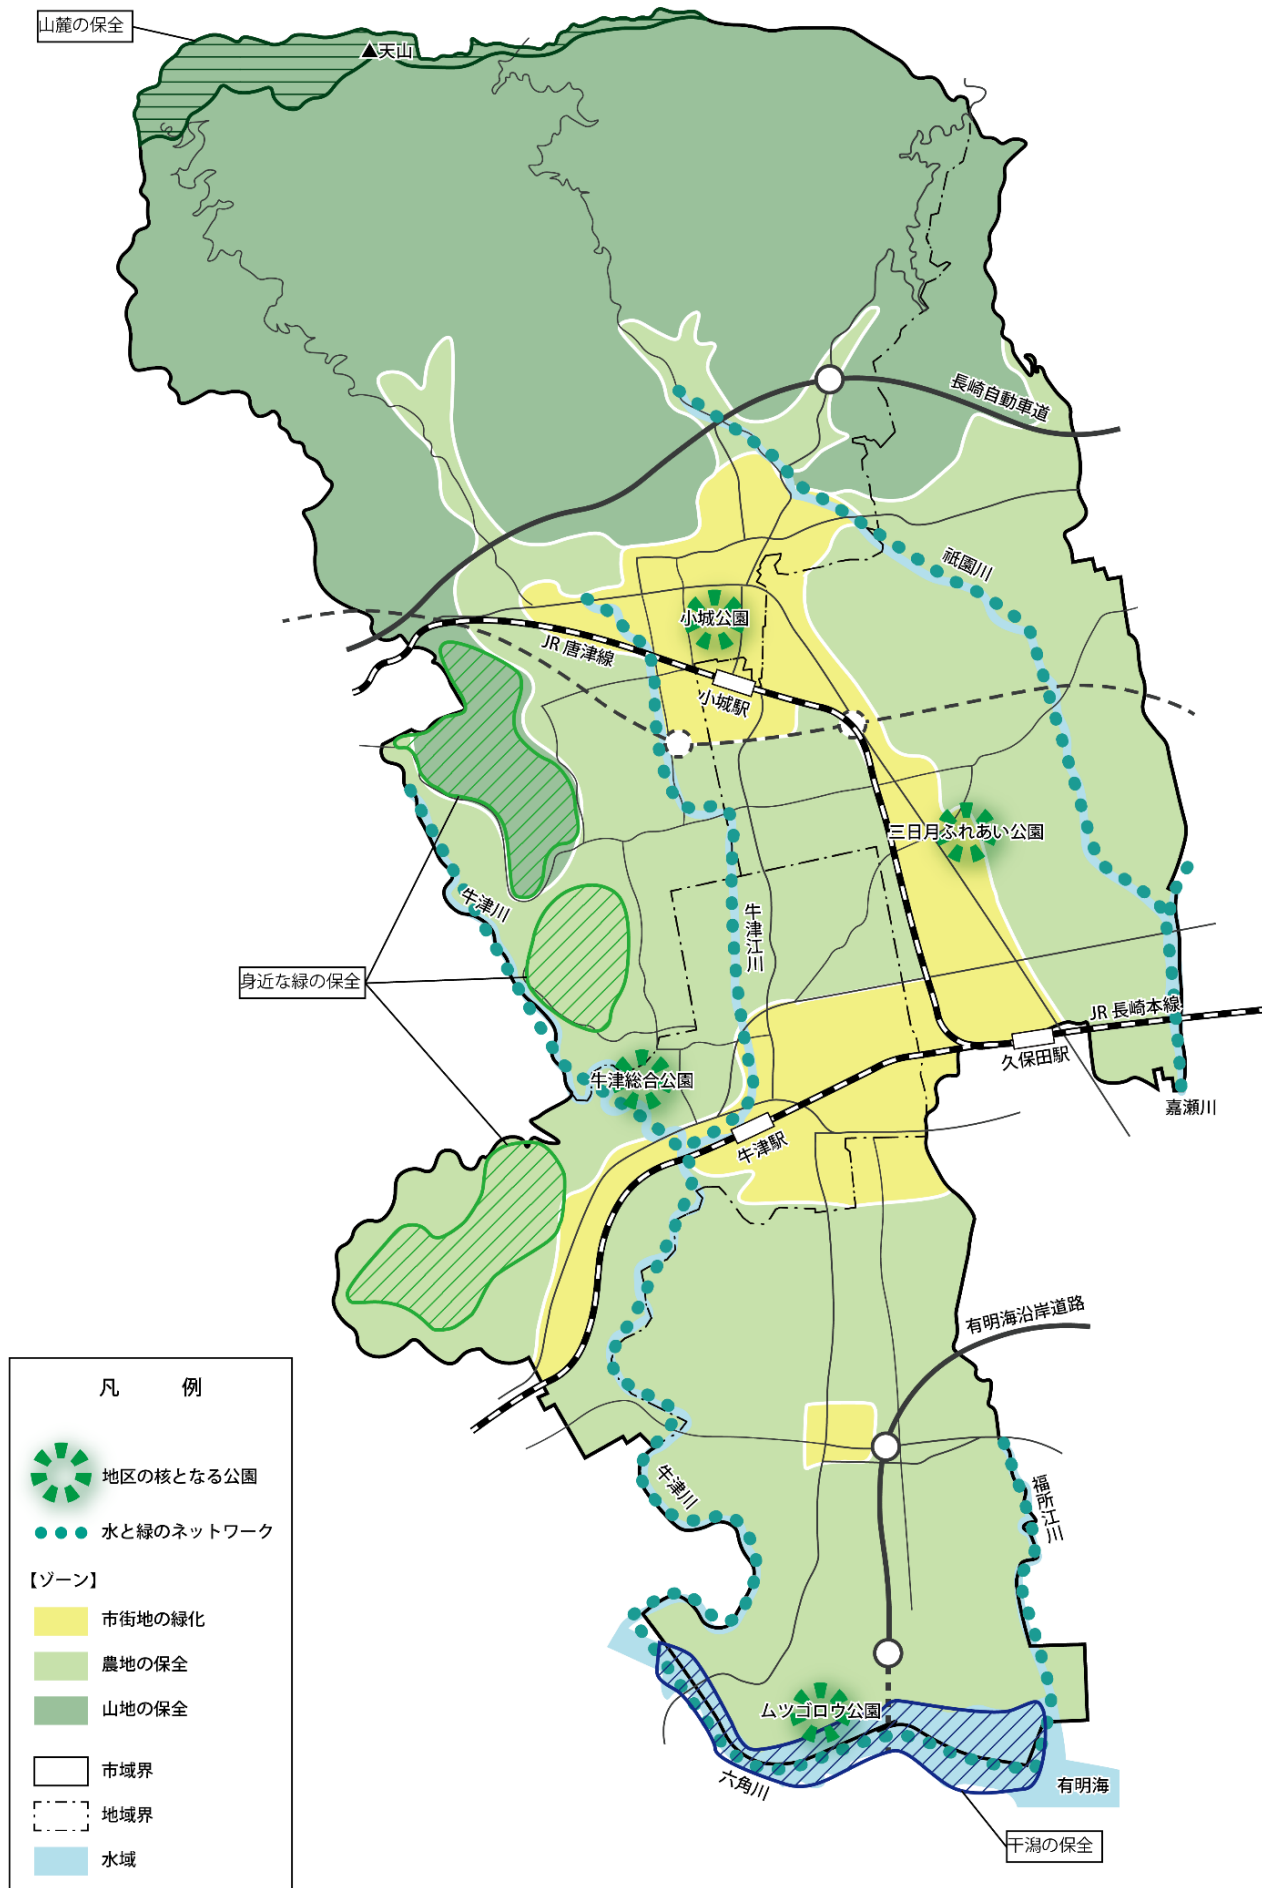 山麓の保全
▲天山
長崎自動車道
祇園川
小城公園
JR 唐津線
小城駅
三日月ふれあい公園
牛津川
牛津江川
身近な緑の保全
JR 長崎本線
久保田駅
牛津総合公園
嘉瀬川
牛津駅
有明海沿岸道路
牛津川
福所江川
ムツゴロウ公園
六角川
有明海
干潟の保全
凡 例
地区の核となる公園
水と緑のネットワーク
【ゾーン】
市街地の緑化
農地の保全
山地の保全
市域界
地域界
水域